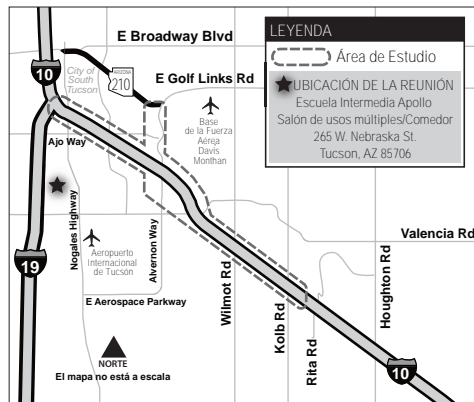 E Broadway Blvd
10
City of
South
Tucson
ARIZONA
210
E Golf Links Rd
Base
de la Fuerza
Aérea
Davis
Monthan
Ajo Way
Nogales Highway
19
Aeropuerto
Internacional
de Tucsón
Alvernon Way
E Aerospace Parkway
Valencia Rd
Wilmot Rd
Kolb Rd
Rita Rd
Houghton Rd
10
NORTE
El mapa no está a escala
LEYENDA
Área de Estudio
UBICACIÓN DE LA REUNIÓN
Escuela Intermedia Apollo
Salón de usos múltiples/Comedor
265 W. Nebraska St.
Tucson, AZ 85706